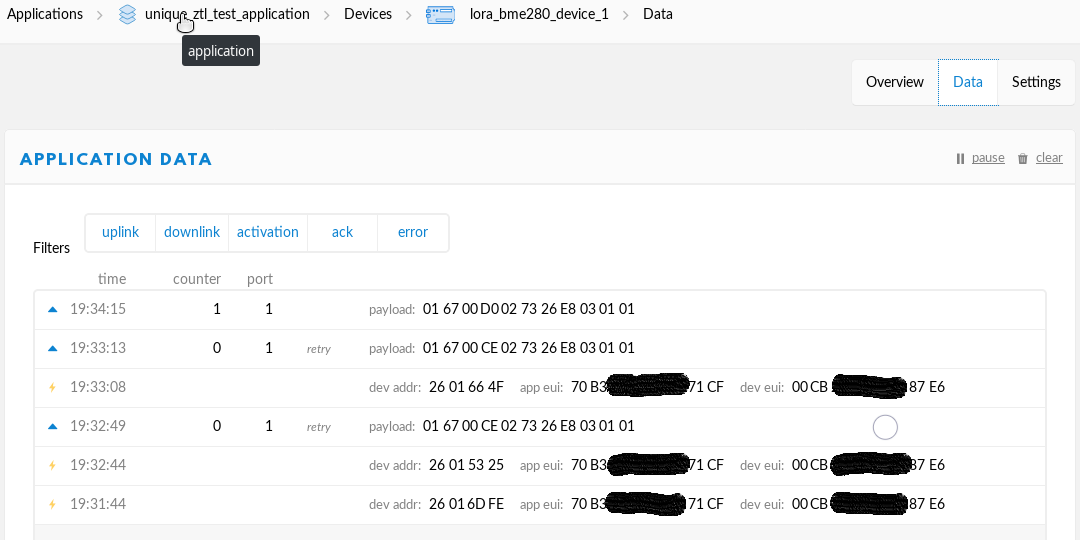 Applications > unique_ztl_test_application > Devices > lora_bme280_device_1 > Data
application
Overview Data Settings
APPLICATION DATA pause clear
Filters uplink downlink activation ack error
time counter port
19:34:15 1 1 payload: 01 67 00 D0 02 73 26 E8 03 01 01
19:33:13 0 1 retry payload: 01 67 00 CE 02 73 26 E8 03 01 01
19:33:08 dev addr: 26 01 66 4F app eui: 70 B3 71 CF dev eui: 00 CB 87 E6
19:32:49 0 1 retry payload: 01 67 00 CE 02 73 26 E8 03 01 01
19:32:44 dev addr: 26 01 53 25 app eui: 70 B3 71 CF dev eui: 00 CB 87 E6
19:31:44 dev addr: 26 01 6D FE app eui: 70 B3 71 CF dev eui: 00 CB 87 E6